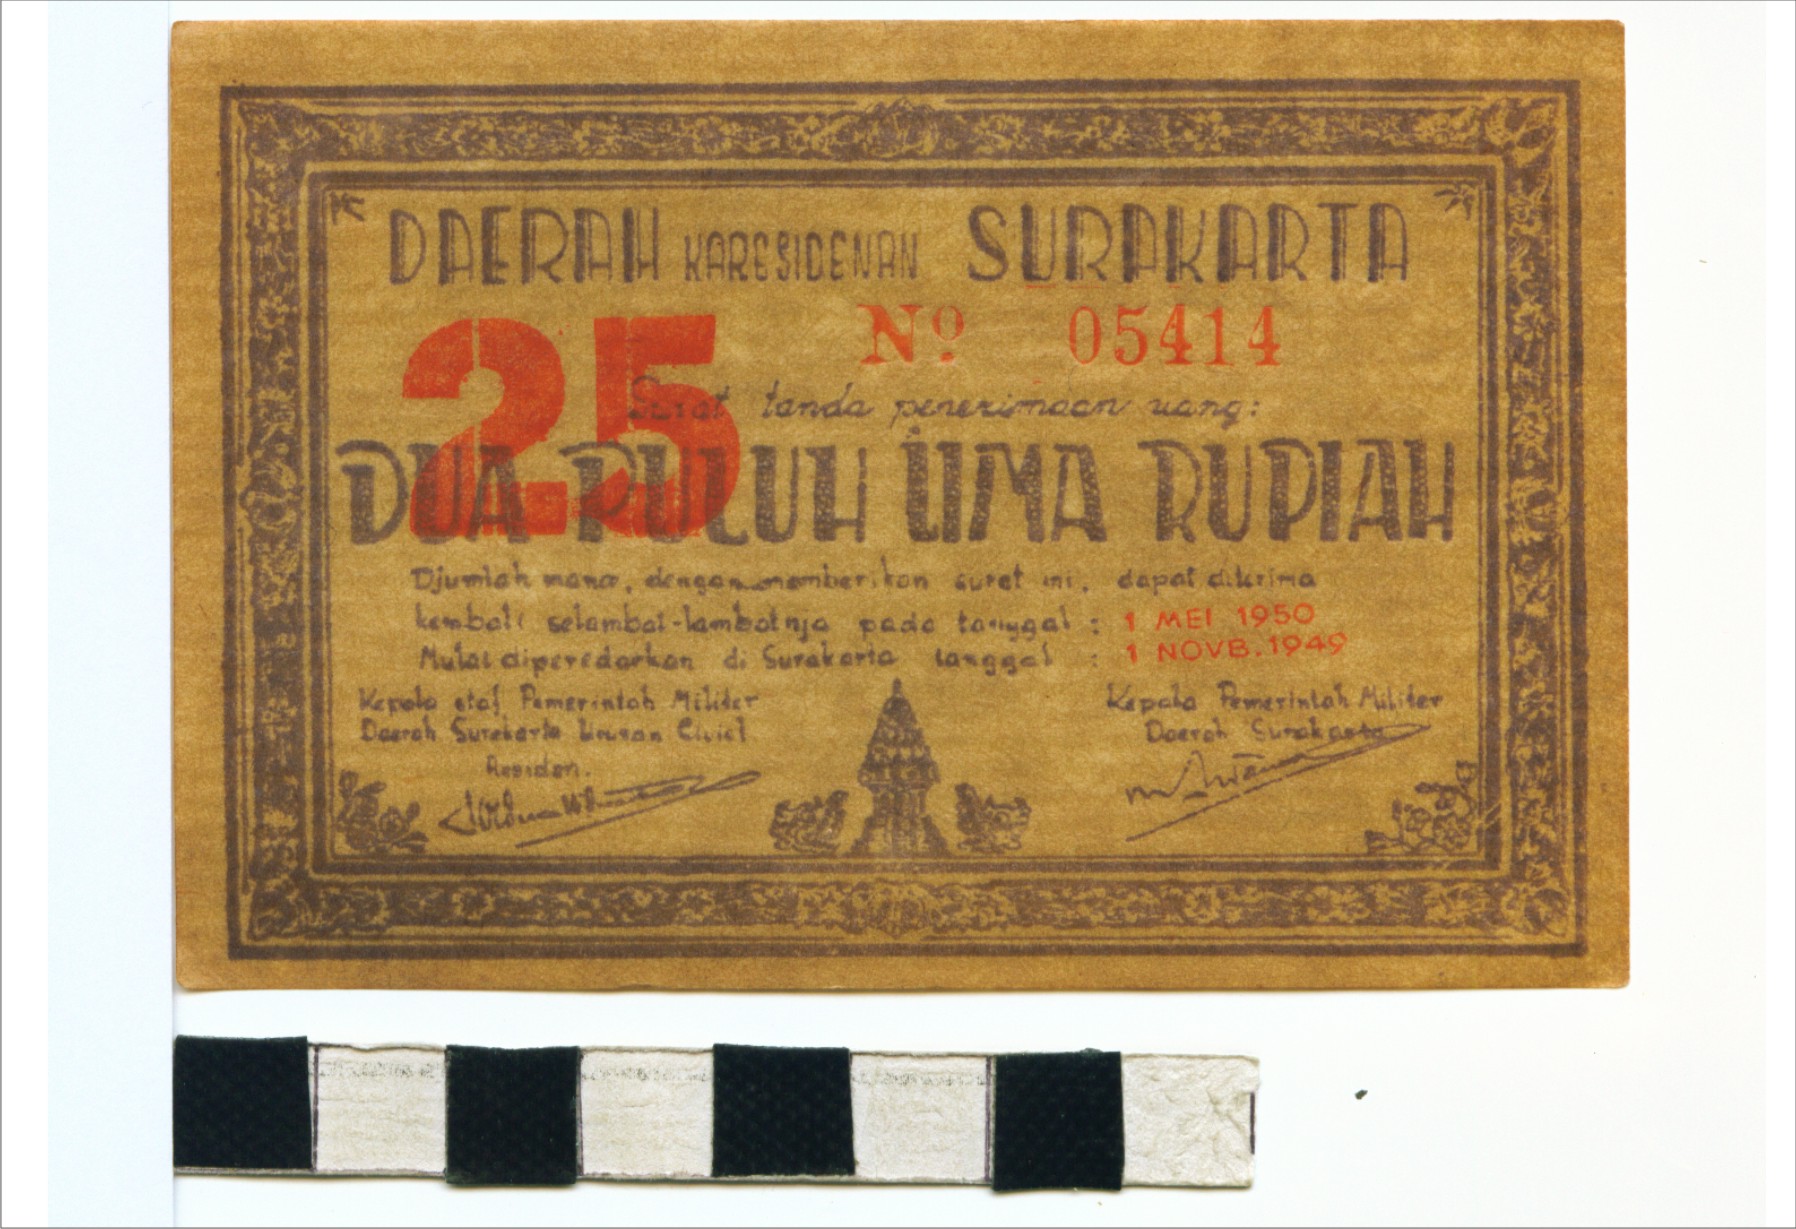 DAERAH KARESIDENAN SURAKARTA
25
Nº 05414
Surat tanda penerimaan uang:
DUA PULUH LIMA RUPIAH
Djumlah mana, dengan memberikan surat ini, dapat diterima
kembali selambat-lambatnja pada tanggal : 1 MEI 1950
Mulai diperedarkan di Surakarta tanggal : 1 NOVB. 1949
Kepala staf Pemerintah Militer
Daerah Surakarta Urusan Civiel
Residen.
Kepala Pemerintah Militer
Daerah Surakarta